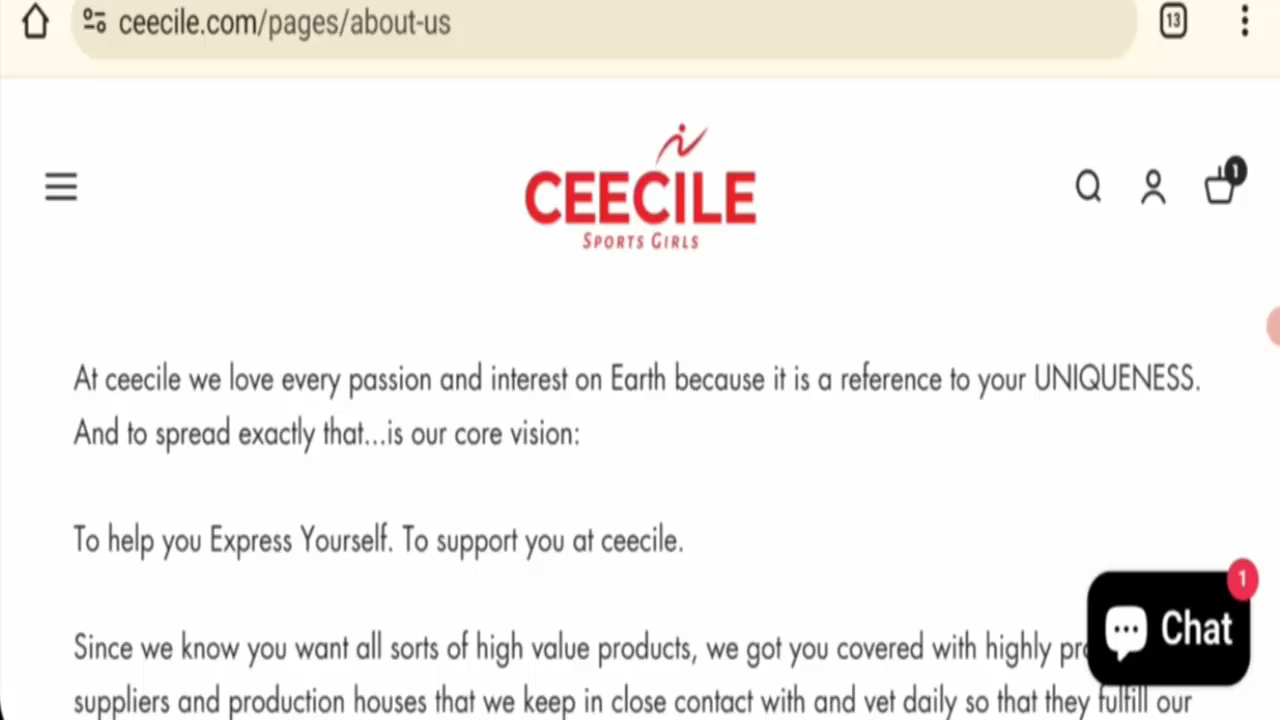 ceecile.com/pages/about-us
13
1
CEECILE
SPORTS GIRLS
At ceecile we love every passion and interest on Earth because it is a reference to your UNIQUENESS.
And to spread exactly that...is our core vision:
To help you Express Yourself. To support you at ceecile.
Since we know you want all sorts of high value products, we got you covered with highly
suppliers and production houses that we keep in close contact with and vet daily so that they fulfill our
1
Chat